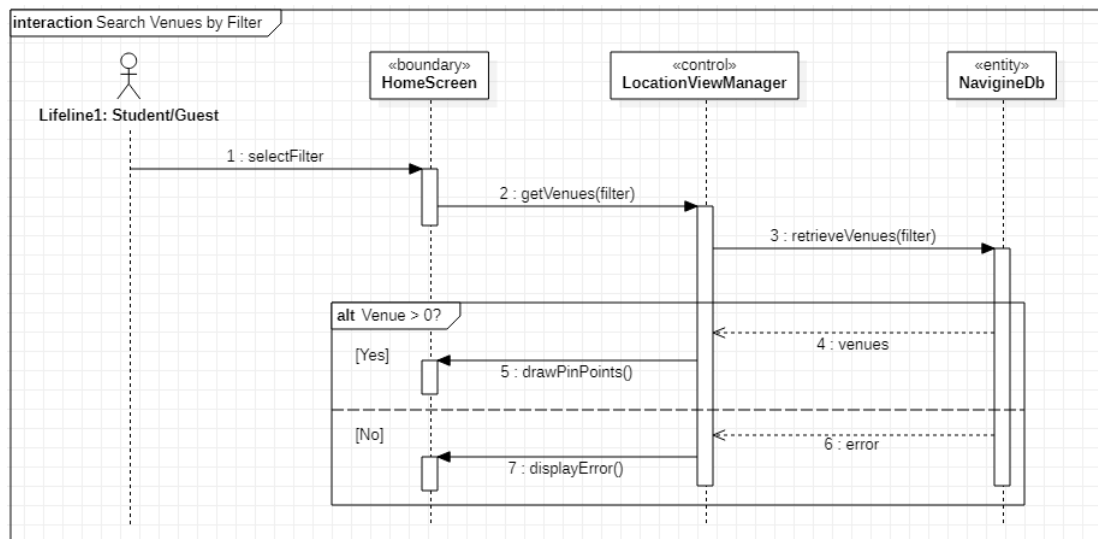 interaction Search Venues by Filter
«boundary»
HomeScreen
«control»
LocationViewManager
«entity»
NavigineDb
Lifeline1: Student/Guest
1 : selectFilter
2 : getVenues(filter)
3 : retrieveVenues(filter)
alt Venue > 0?
4 : venues
[Yes]
5 : drawPinPoints()
[No]
6 : error
7 : displayError()